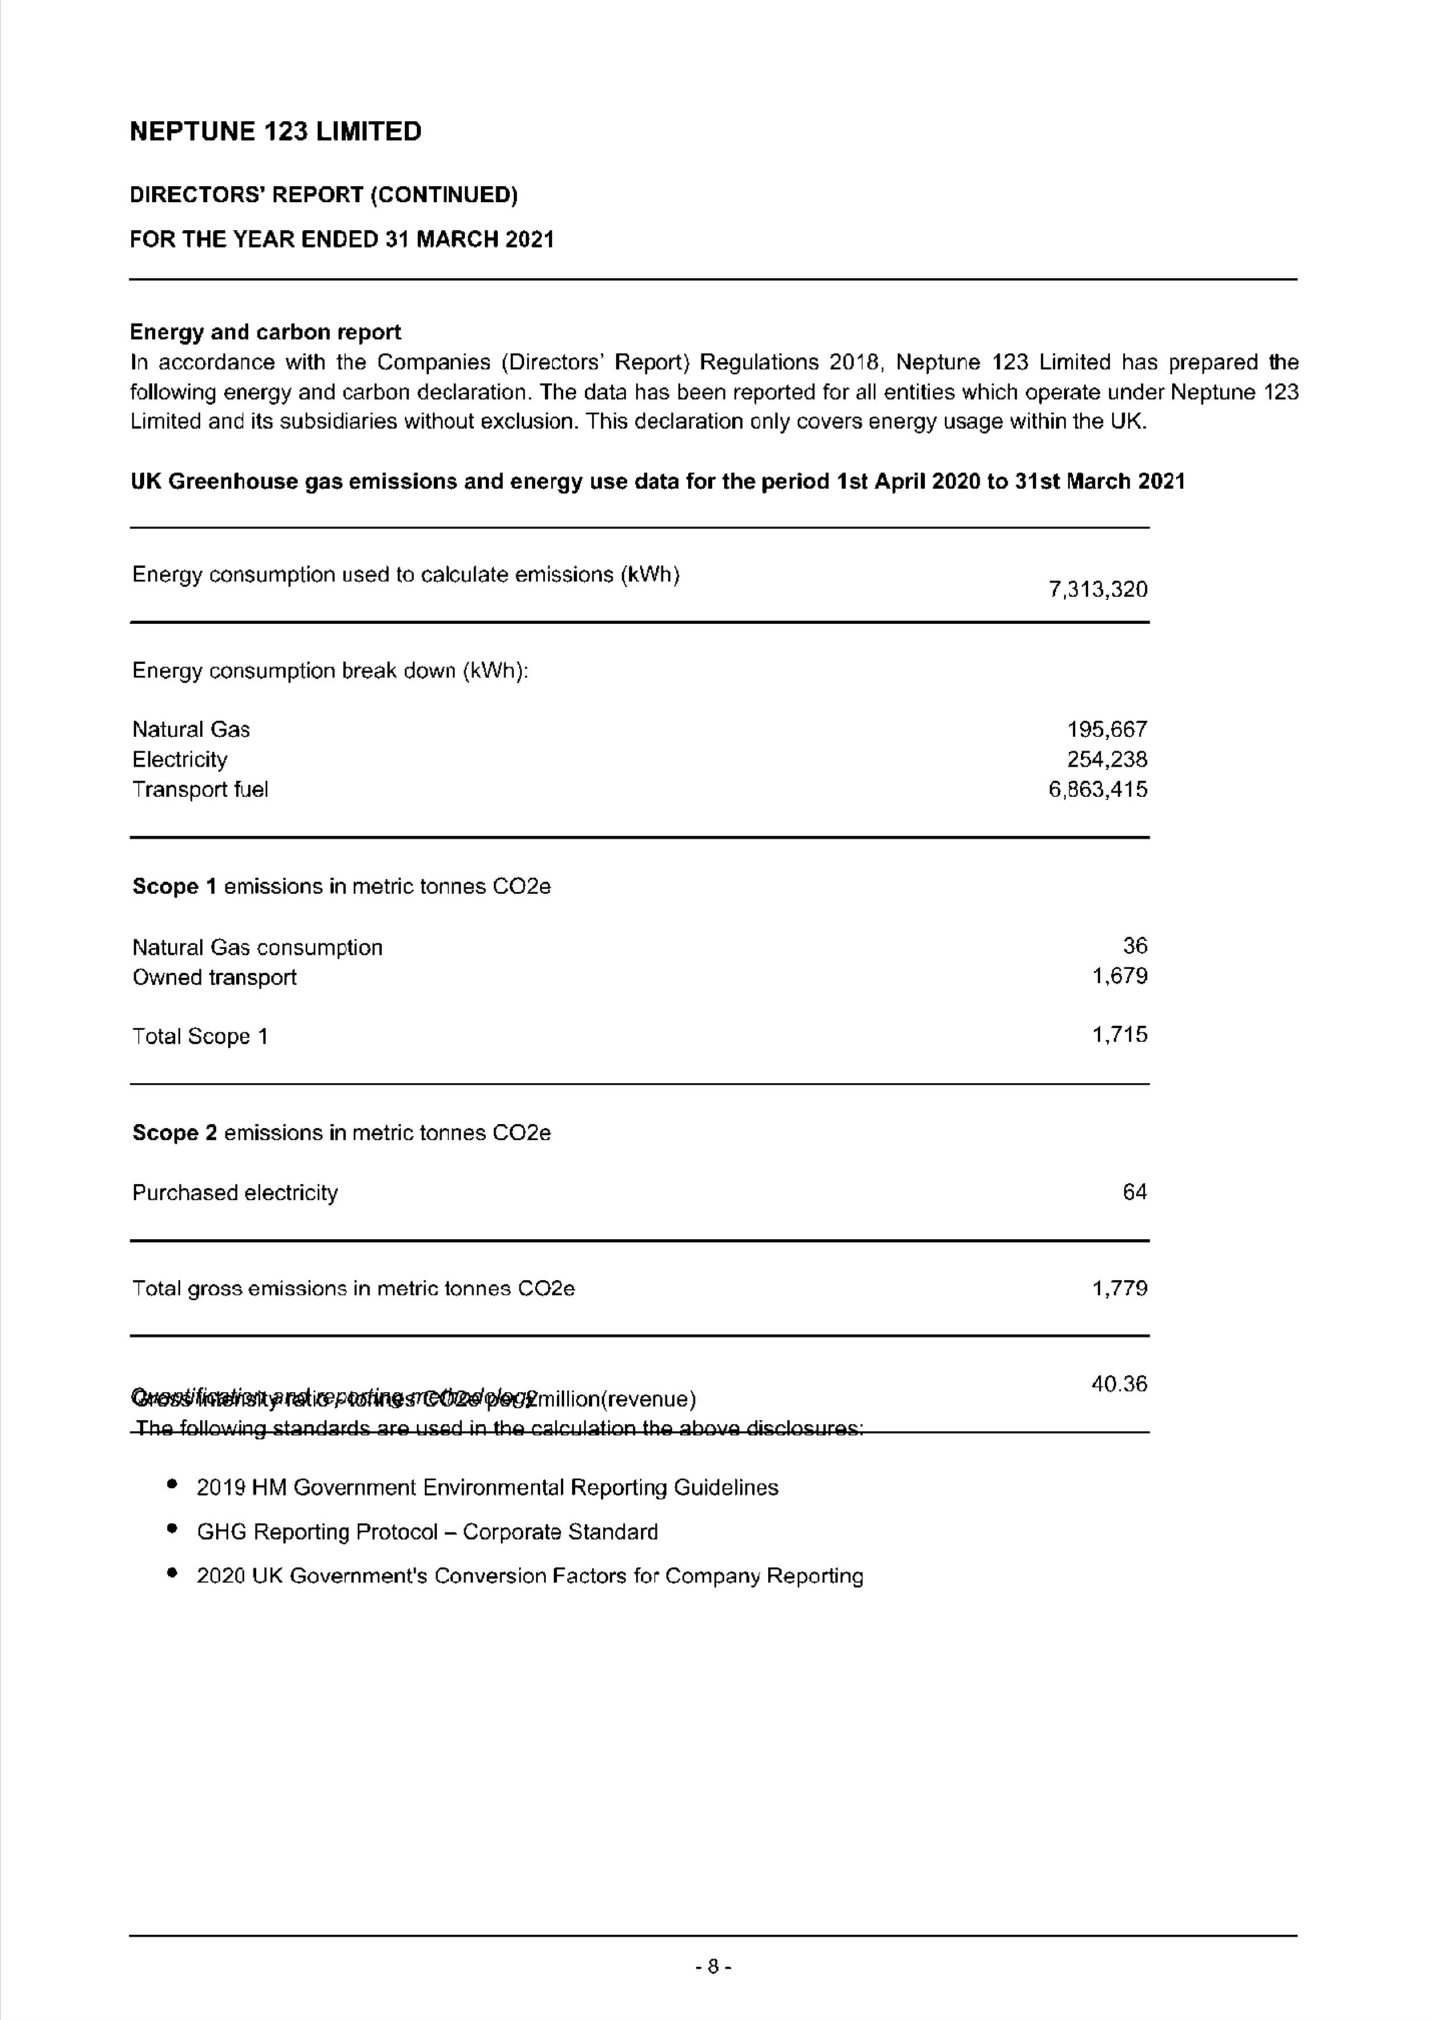 NEPTUNE 123 LIMITED
DIRECTORS' REPORT (CONTINUED)
FOR THE YEAR ENDED 31 MARCH 2021
Energy and carbon report
In accordance with the Companies (Directors' Report) Regulations 2018, Neptune 123 Limited has prepared the
following energy and carbon declaration. The data has been reported for all entities which operate under Neptune 123
Limited and its subsidiaries without exclusion. This declaration only covers energy usage within the UK.
UK Greenhouse gas emissions and energy use data for the period 1st April 2020 to 31st March 2021
Energy consumption used to calculate emissions (kWh) 7,313,320
Energy consumption break down (kWh):
Natural Gas 195,667
Electricity 254,238
Transport fuel 6,863,415
Scope 1 emissions in metric tonnes CO2e
Natural Gas consumption 36
Owned transport 1,679
Total Scope 1 1,715
Scope 2 emissions in metric tonnes CO2e
Purchased electricity 64
Total gross emissions in metric tonnes CO2e 1,779
Quantification and reporting methodology
Gross intensity ratio, tonnes CO2e per £million(revenue) 40.36
The following standards are used in the calculation the above disclosures:
• 2019 HM Government Environmental Reporting Guidelines
• GHG Reporting Protocol – Corporate Standard
• 2020 UK Government's Conversion Factors for Company Reporting
- 8 -